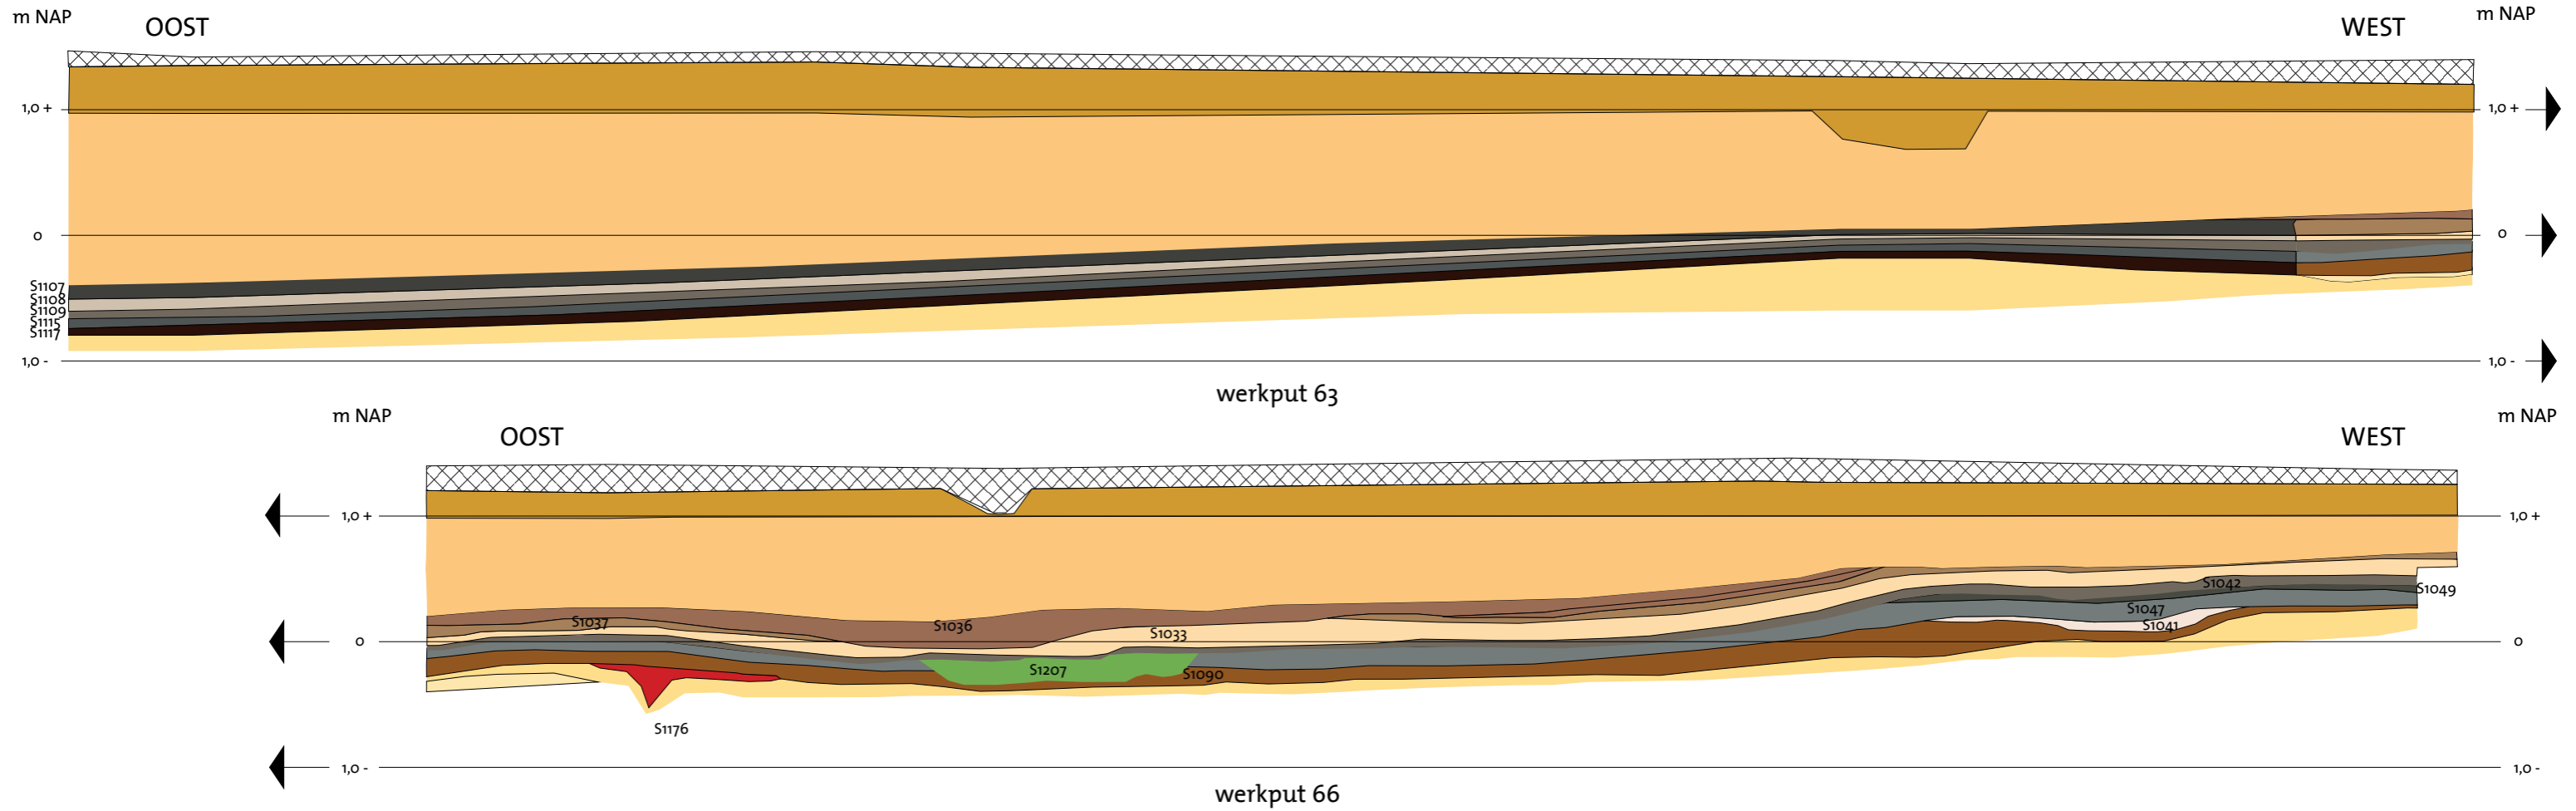 m NAP
OOST
WEST
m NAP
1,0 +
1,0 +
0
0
S1107
S1108
S1109
S1115
S1117
1,0 -
1,0 -
werkput 63
m NAP
OOST
WEST
m NAP
1,0 +
1,0 +
S1042
S1049
S1047
S1037
S1036
S1033
S1041
0
0
S1207
S1090
S1176
1,0 -
1,0 -
werkput 66